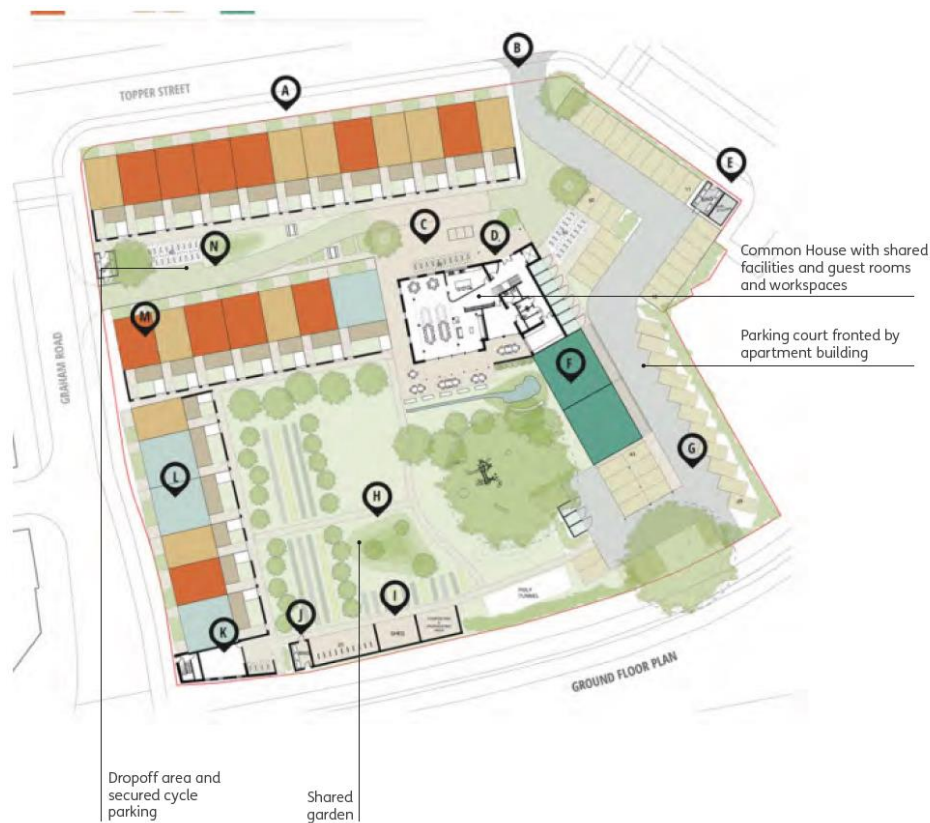 TOPPER STREET
A
B
C
D
E
F
G
H
I
J
K
L
M
N
GRAHAM ROAD
Common House with shared
facilities and guest rooms
and workspaces
Parking court fronted by
apartment building
POLY
TUNNEL
SHED
GROUND FLOOR PLAN
Dropoff area and
secured cycle
parking
Shared
garden